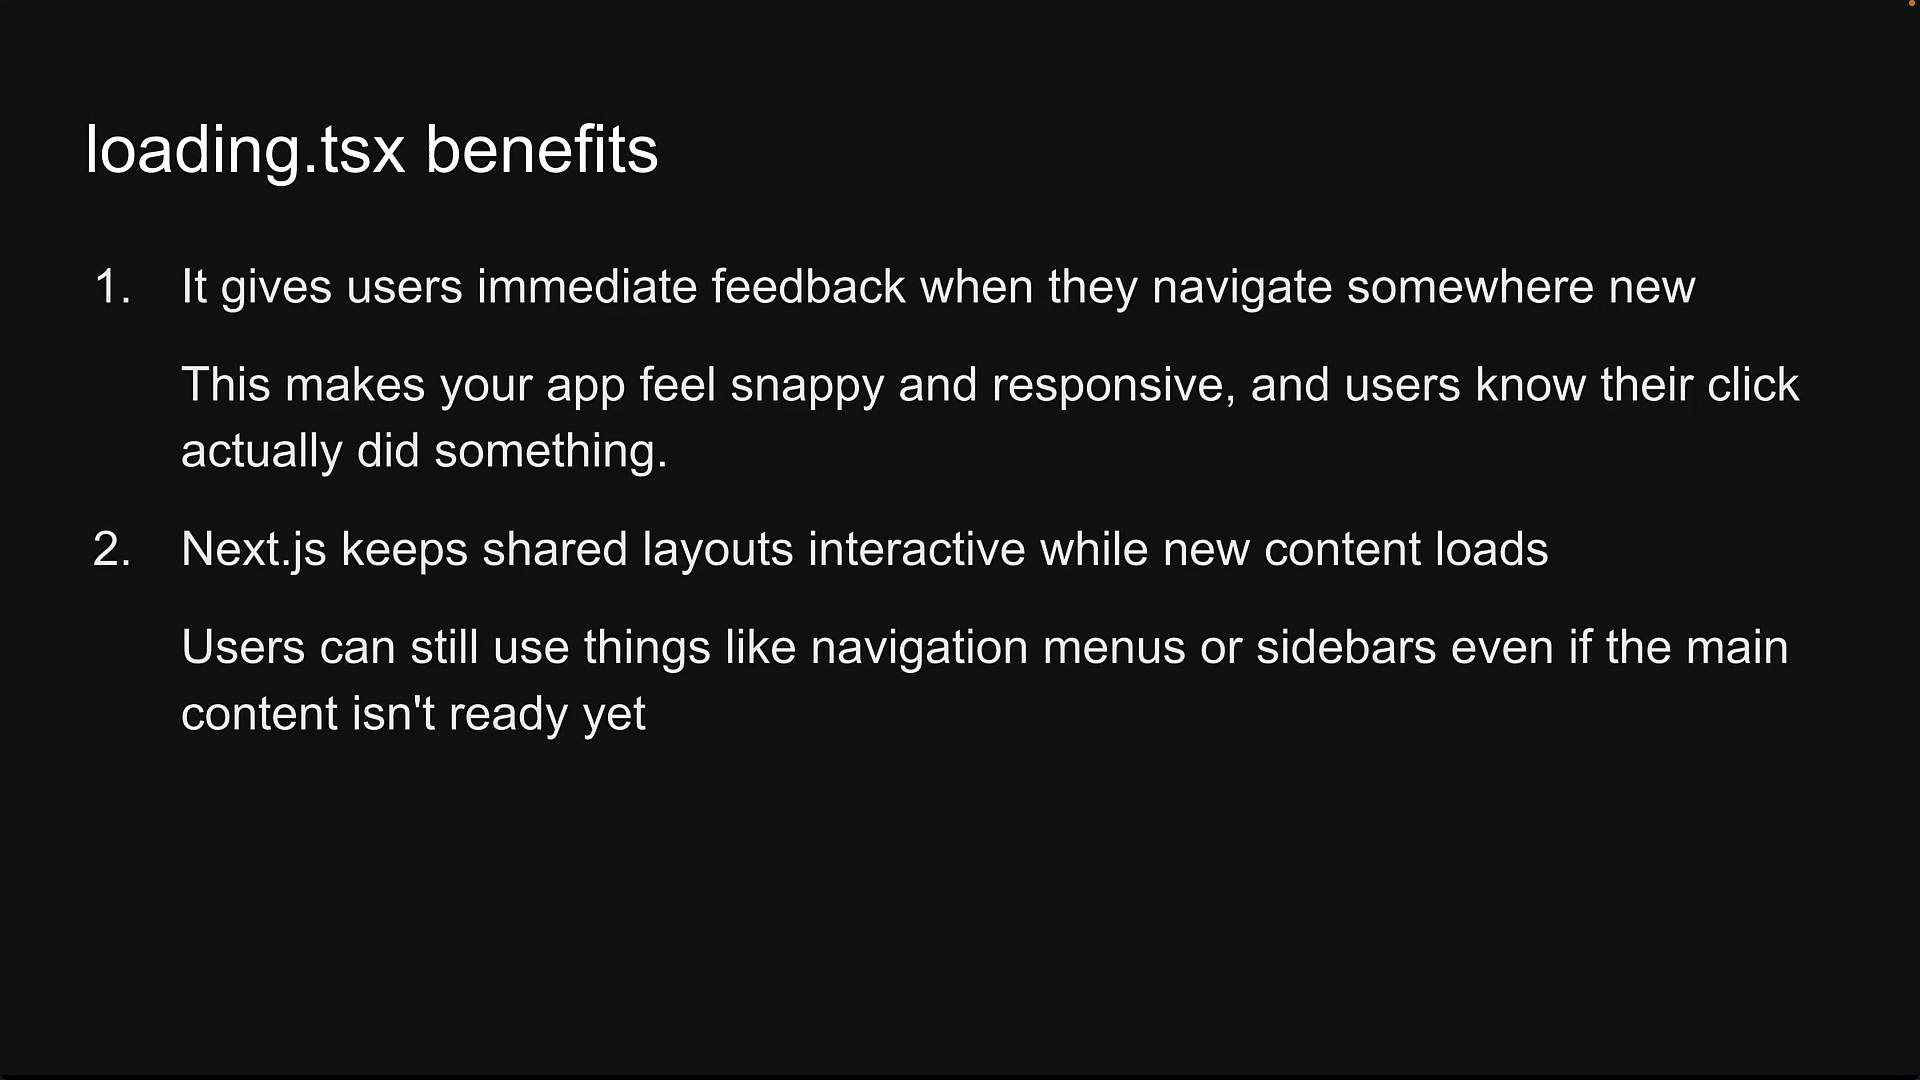 loading.tsx benefits
1. It gives users immediate feedback when they navigate somewhere new
This makes your app feel snappy and responsive, and users know their click
actually did something.
2. Next.js keeps shared layouts interactive while new content loads
Users can still use things like navigation menus or sidebars even if the main
content isn't ready yet